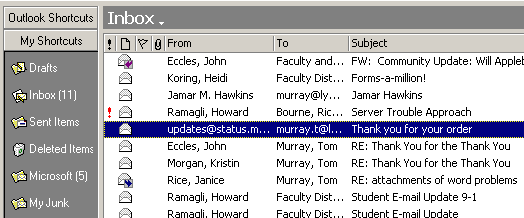 Outlook Shortcuts
My Shortcuts
Drafts
Inbox (11)
Sent Items
Deleted Items
Microsoft (5)
My Junk
Inbox
! From To Subject
Eccles, John Faculty and... FW: Community Update: Will Appleb
Koring, Heidi Faculty Dist... Forms-a-million!
Jamar M. Hawkins murray@ly... Jamar Hawkins
! Ramagli, Howard Bourne, Ric... Server Trouble Approach
updates@status.m... murray.t@l... Thank you for your order
Eccles, John Murray, Tom RE: Thank You for the Thank You
Morgan, Kristin Murray, Tom RE: Thank You for the Thank You
Rice, Janice Murray, Tom RE: attachments of word problems
Ramagli, Howard Faculty Dist... Student E-mail Update 9-1
Ramagli, Howard Faculty Dist... Student E-mail Update